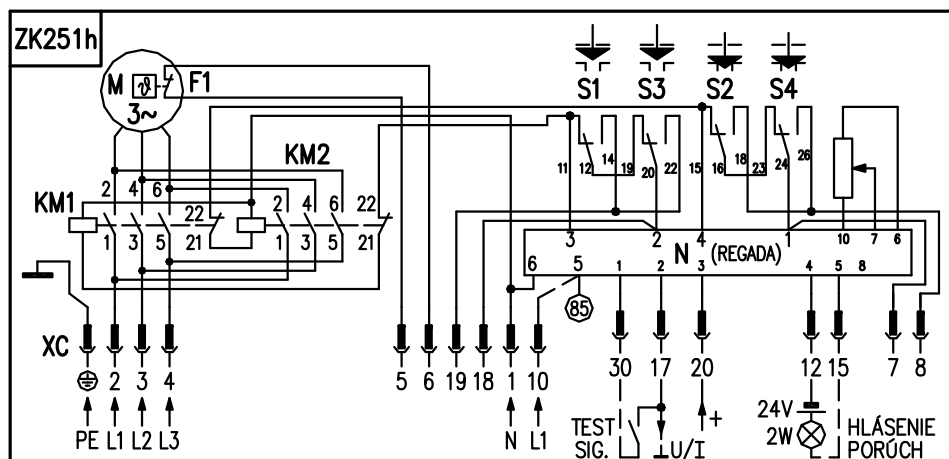 ZK251h
M ϑ F1
3~
S1 S3 S2 S4
KM2
2 4 6
KM1
22
2 4 6 22
1 3 5 21
1 3 5 21
11 12 14 19 20 22 15 16 18 23 24 26
3 2 4 1 10 7 6
N (REGADA)
6 5 1 2 3 4 5 8
85
XC
2 3 4 5 6 19 18 1 10 30 17 20 12 15 7 8
PE L1 L2 L3 N L1
TEST
SIG.
U/I
+
24V
2W
HLÁSENIE
PORÚCH